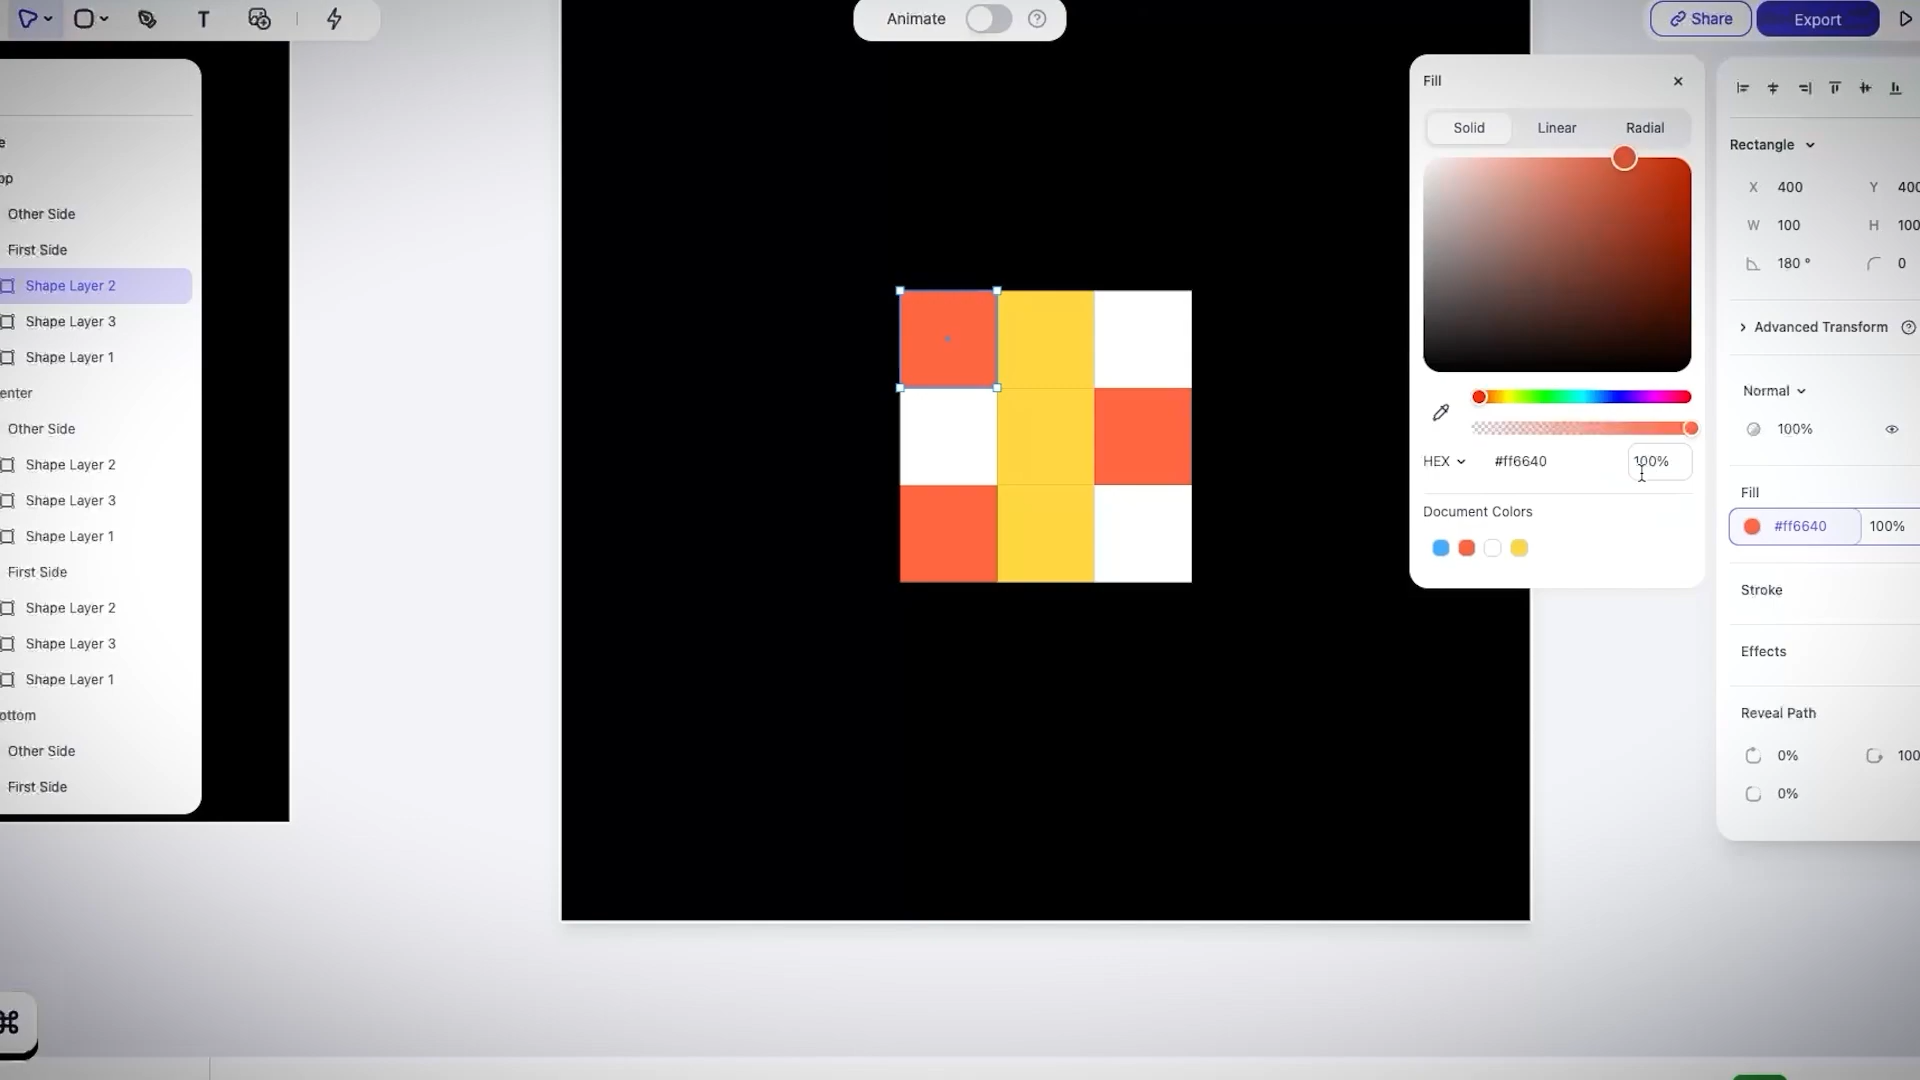 T
Animate
?
Share
Export
Fill
Solid
Linear
Radial
Rectangle
X 400
Y 400
W 100
H 100
180 °
0
Advanced Transform ?
Normal
100%
HEX
#ff6640
100%
Document Colors
Fill
#ff6640
100%
Stroke
Effects
Reveal Path
0%
100
0%
e
op
Other Side
First Side
Shape Layer 2
Shape Layer 3
Shape Layer 1
enter
Other Side
Shape Layer 2
Shape Layer 3
Shape Layer 1
First Side
Shape Layer 2
Shape Layer 3
Shape Layer 1
ottom
Other Side
First Side
⌘